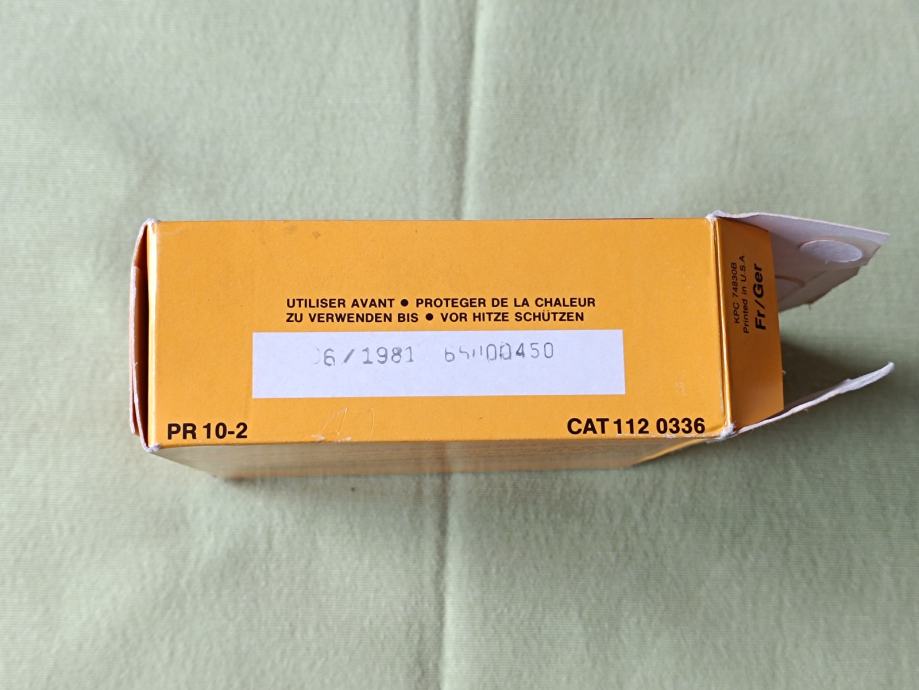 UTILISER AVANT ● PROTEGER DE LA CHALEUR
ZU VERWENDEN BIS ● VOR HITZE SCHÜTZEN
PR 10-2
CAT 112 0336
KPC 74830B
Printed in U.S.A
Fr/Ger